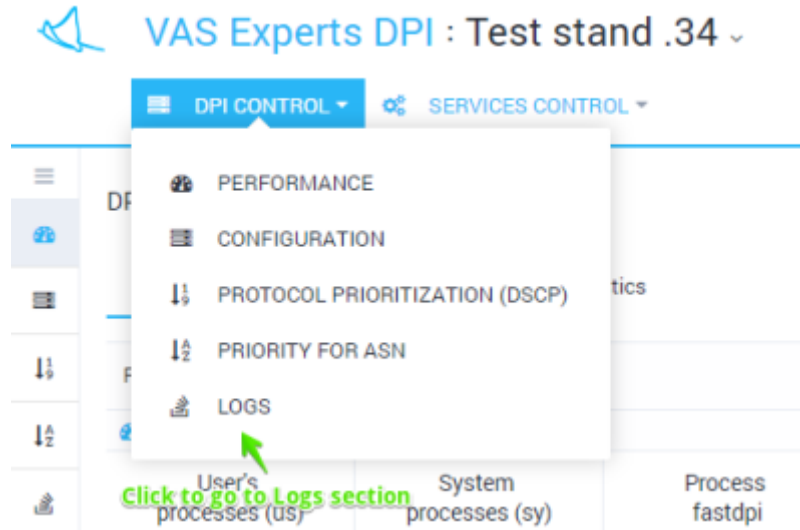 VAS Experts DPI : Test stand .34
DPI CONTROL
SERVICES CONTROL
PERFORMANCE
CONFIGURATION
PROTOCOL PRIORITIZATION (DSCP)
PRIORITY FOR ASN
LOGS
Click to go to Logs section
User's
processes (us)
System
processes (sy)
Process
fastdpi